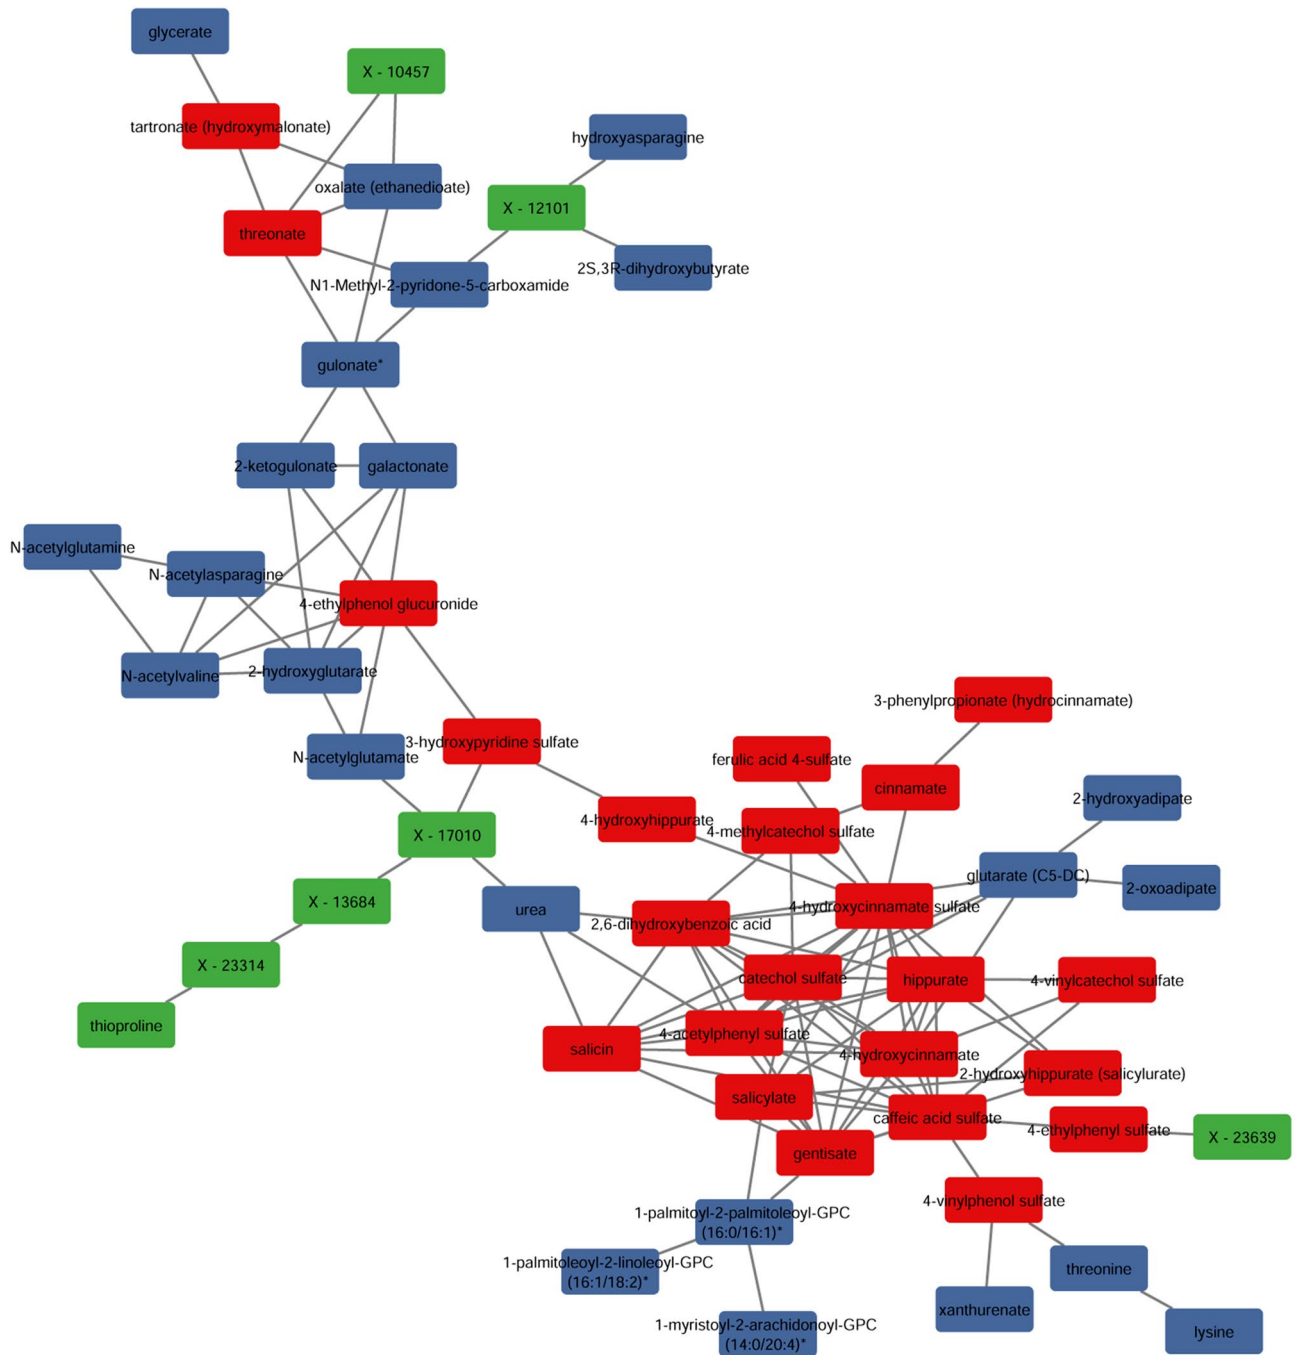 glycerate
X - 10457
tartronate (hydroxymalonate)
hydroxyasparagine
oxalate (ethanedioate)
X - 12101
threonate
2S,3R-dihydroxybutyrate
N1-Methyl-2-pyridone-5-carboxamide
gulonate*
2-ketogulonate
galactonate
N-acetylglutamine
N-acetylasparagine
4-ethylphenol glucuronide
N-acetylvaline
2-hydroxyglutarate
3-phenylpropionate (hydrocinnamate)
3-hydroxypyridine sulfate
N-acetylglutamate
ferulic acid 4-sulfate
cinnamate
2-hydroxyadipate
4-hydroxyhippurate
4-methylcatechol sulfate
X - 17010
glutarate (C5-DC)
2-oxoadipate
X - 13684
urea
4-hydroxycinnamate sulfate
2,6-dihydroxybenzoic acid
X - 23314
catechol sulfate
hippurate
4-vinylcatechol sulfate
thioproline
4-acetylphenyl sulfate
salicin
4-hydroxycinnamate
2-hydroxyhippurate (salicylurate)
salicylate
caffeic acid sulfate
4-ethylphenyl sulfate
X - 23639
gentisate
4-vinylphenol sulfate
1-palmitoyl-2-palmitoleoyl-GPC
(16:0/16:1)*
1-palmitoleoyl-2-linoleoyl-GPC
(16:1/18:2)*
threonine
xanthurenate
1-myristoyl-2-arachidonoyl-GPC
(14:0/20:4)*
lysine